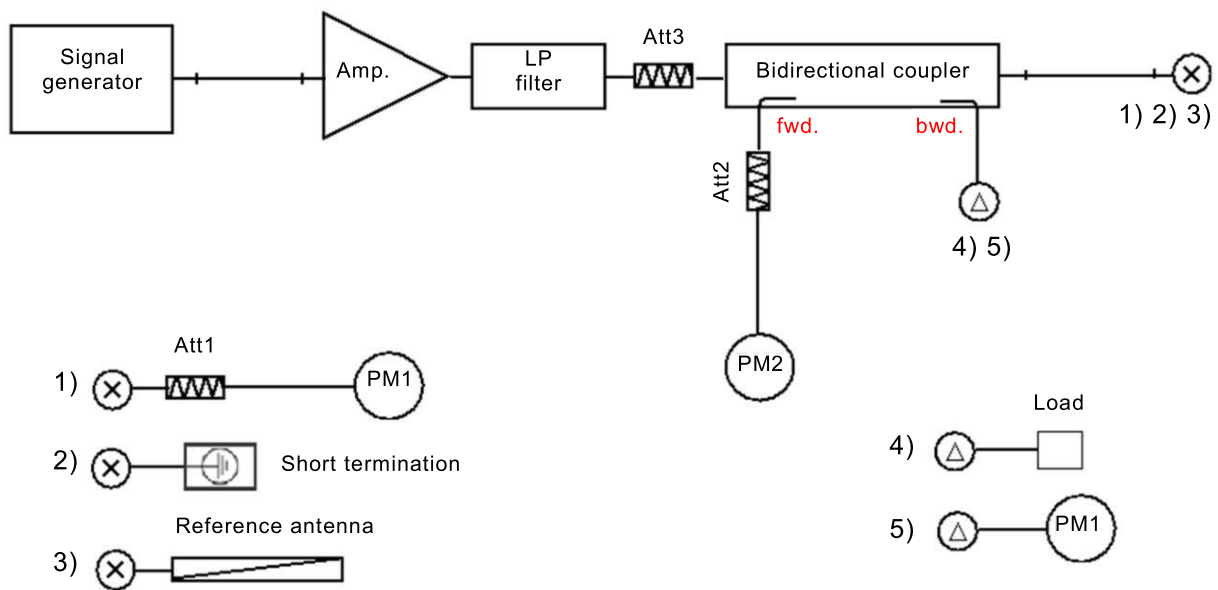 Signal
generator
Amp.
LP
filter
Att3
Bidirectional coupler
fwd.
bwd.
1) 2) 3)
Att2
4) 5)
PM2
Att1
1)
PM1
2)
Short termination
Reference antenna
3)
Load
4)
5)
PM1